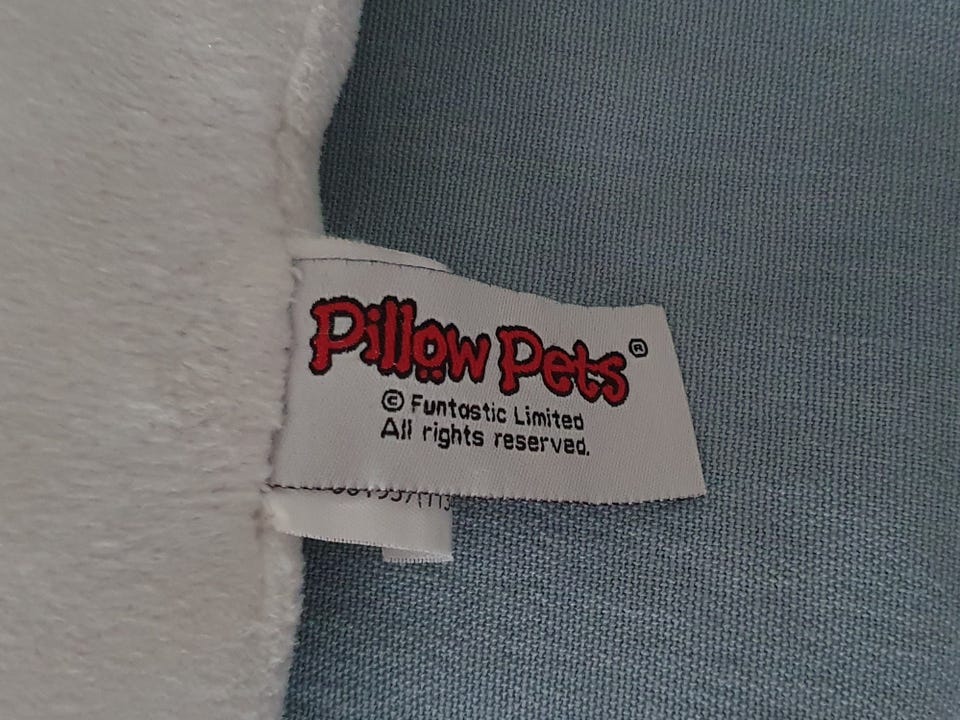 Pillow Pets®
© Funtastic Limited
All rights reserved.